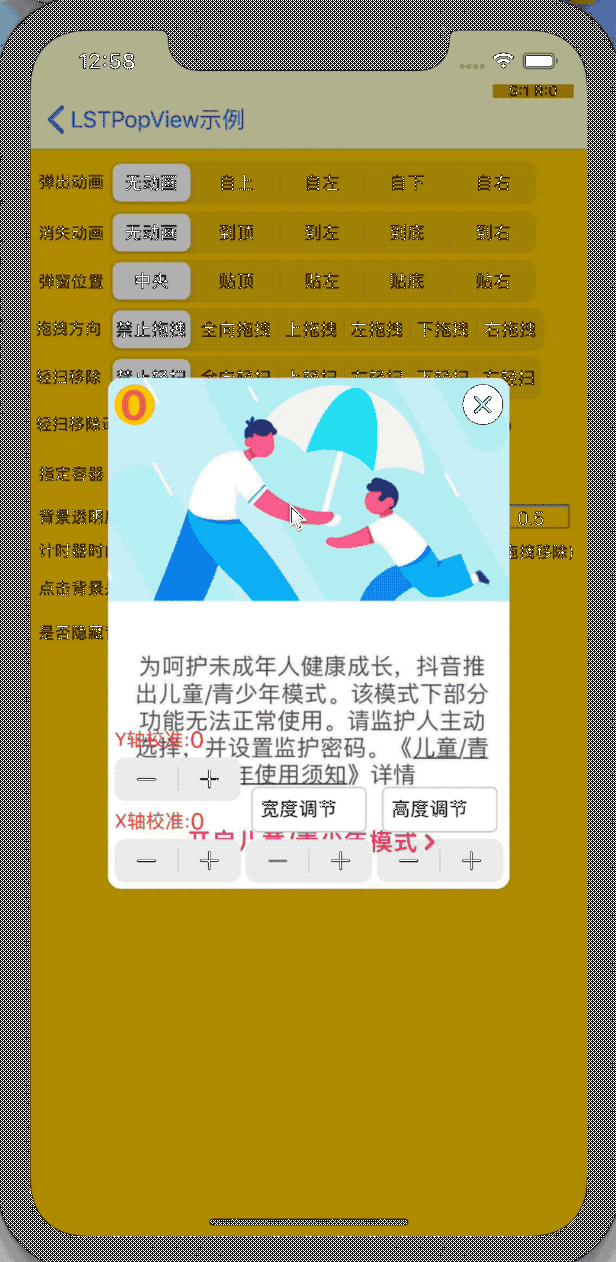 12:58
S:1 R:0
LSTPopView示例
弹出动画 无动画 自上 自左 自下 自右
消失动画 无动画 到顶 到左 到底 到右
弹窗位置 中央 贴顶 贴左 贴底 贴右
拖拽方向 禁止拖拽 全向拖拽 上拖拽 左拖拽 下拖拽 右拖拽
轻扫移除 禁止轻扫 全向轻扫 上轻扫 左轻扫 下轻扫 右轻扫
轻扫移除
0
指定容器
背景透明 0.5
计时器时 拖拽移除)
点击背景
是否隐藏
为呵护未成年人健康成长，抖音推
出儿童/青少年模式。该模式下部分
功能无法正常使用。请监护人主动
选择，并设置监护密码。《儿童/青
年使用须知》详情
Y轴校准:0
− +
宽度调节 高度调节
X轴校准:0
开启儿童/青少年模式
− + − + − +